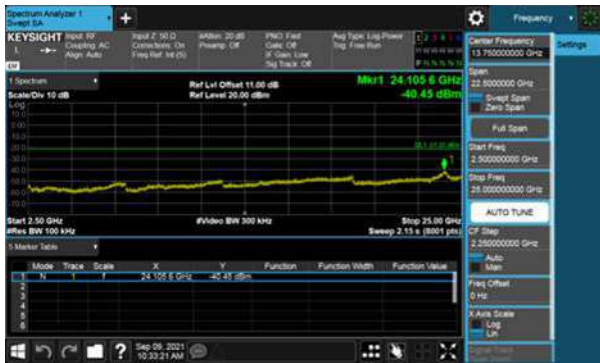 Spectrum Analyzer 1
Swept SA
+
Frequency
KEYSIGHT
Input: RF
Coupling: AC
Align: Auto
Input Z: 50 Ω
Corrections: On
Freq Ref: Int (S)
#Atten: 20 dB
Preamp: Off
PNO: Fast
Gate: Off
IF Gain: Low
Sig Track: Off
Avg Type: Log-Power
Trig: Free Run
Center Frequency
13.750000000 GHz
Settings
Span
22.5000000 GHz
Swept Span
Zero Span
Full Span
Start Freq
2.500000000 GHz
Stop Freq
25.000000000 GHz
AUTO TUNE
CF Step
2.250000000 GHz
Auto
Man
Freq Offset
0 Hz
X Axis Scale
Log
Lin
1 Spectrum
Scale/Div 10 dB
Ref Lvl Offset 11.00 dB
Ref Level 20.00 dBm
Mkr1 24.105 6 GHz
-40.45 dBm
Log
10.0
0.00
1
Start 2.50 GHz
#Res BW 100 kHz
#Video BW 300 kHz
Stop 25.00 GHz
Sweep 2.15 s (8001 pts)
5 Marker Table
Mode Trace Scale X Y Function Function Width Function Value
1 N 1 f 24.105 6 GHz -40.45 dBm
2
3
4
5
6
?
Sep 09, 2021
10:33:21 AM